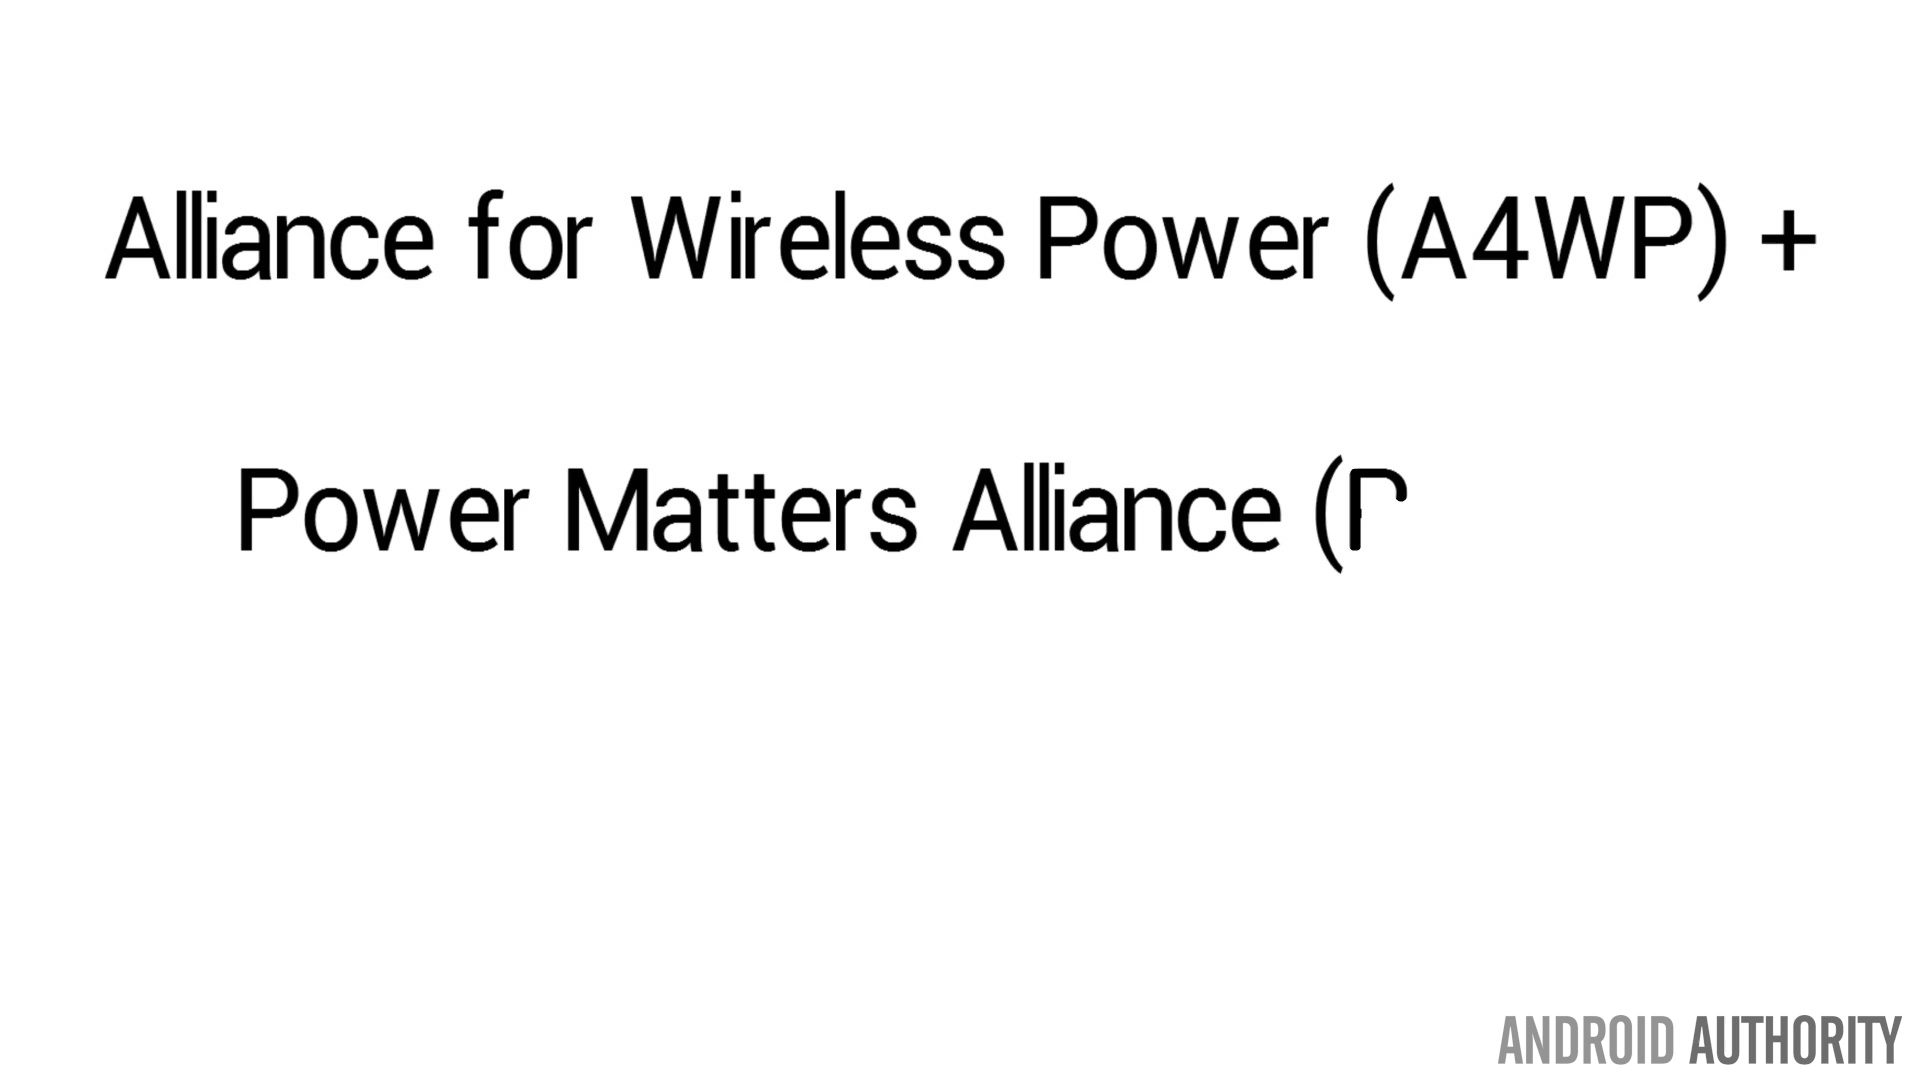 Alliance for Wireless Power (A4WP) +
Power Matters Alliance (
ANDROID AUTHORITY